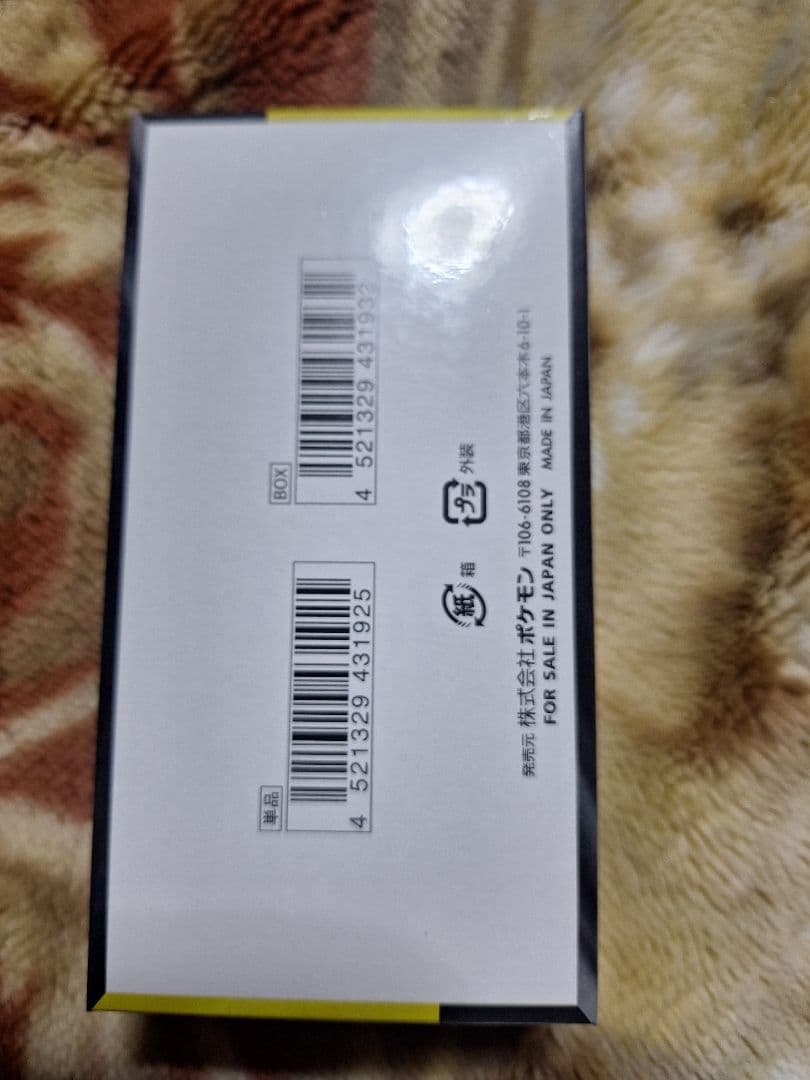 単品
4 521329 431925
BOX
4 521329 431932
紙 箱
プラ 外装
発売元 株式会社 ポケモン 〒106-6108 東京都港区六本木6-10-1
FOR SALE IN JAPAN ONLY MADE IN JAPAN